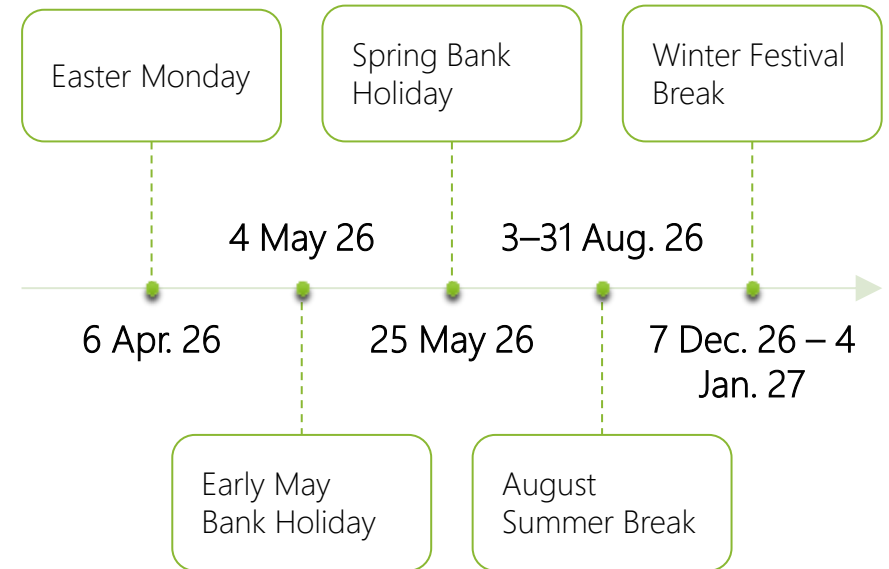 Easter Monday
Spring Bank
Holiday
Winter Festival
Break
4 May 26
3–31 Aug. 26
6 Apr. 26
25 May 26
7 Dec. 26 – 4
Jan. 27
Early May
Bank Holiday
August
Summer Break